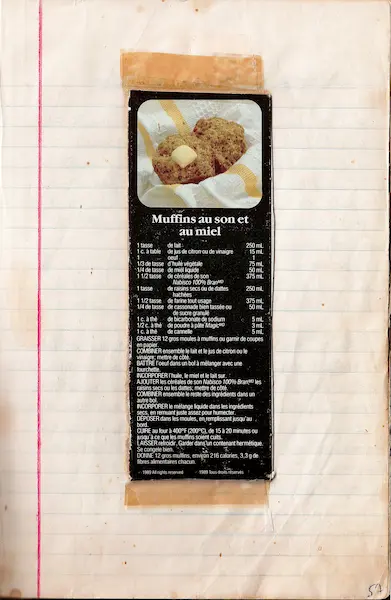 Muffins au son et
au miel
1 tasse de lait 250 mL
1 c. à table de jus de citron ou de vinaigre 15 mL
1 oeuf 1
1/3 de tasse d'huile végétale 75 mL
1/4 de tasse de miel liquide 50 mL
1 1/2 tasse de céréales de son 375 mL
Nabisco 100% Bran MD
1 tasse de raisins secs ou de dattes 250 mL
hachées
1 1/2 tasse de farine tout usage 375 mL
1/4 de tasse de cassonade bien tassée ou 50 mL
de sucre granulé
1 c. à thé de bicarbonate de sodium 5 mL
1/2 c. à thé de poudre à pâte Magic MD 3 mL
1 c. à thé de cannelle 5 mL
GRAISSER 12 gros moules à muffins ou garnir de coupes
en papier.
COMBINER ensemble le lait et le jus de citron ou le
vinaigre; mettre de côté.
BATTRE l'oeuf dans un bol à mélanger avec une
fourchette.
INCORPORER l'huile, le miel et le lait sur.
AJOUTER les céréales de son Nabisco 100% Bran MD les
raisins secs ou les dattes; mettre de côté.
COMBINER ensemble le reste des ingrédients dans un
autre bol.
INCORPORER le mélange liquide dans les ingrédients
secs, en remuant juste assez pour humecter.
DÉPOSER dans les moules, en remplissant jusqu'au
bord.
CUIRE au four à 400°F (200°C), de 15 à 20 minutes ou
jusqu'à ce que les muffins soient cuits.
LAISSER refroidir. Garder dans un contenant hermétique.
Se congèle bien.
DONNE 12 gros muffins, environ 216 calories, 3,3 g de
fibres alimentaires chacun.
1989 All rights reserved 1989 Tous droits réservés